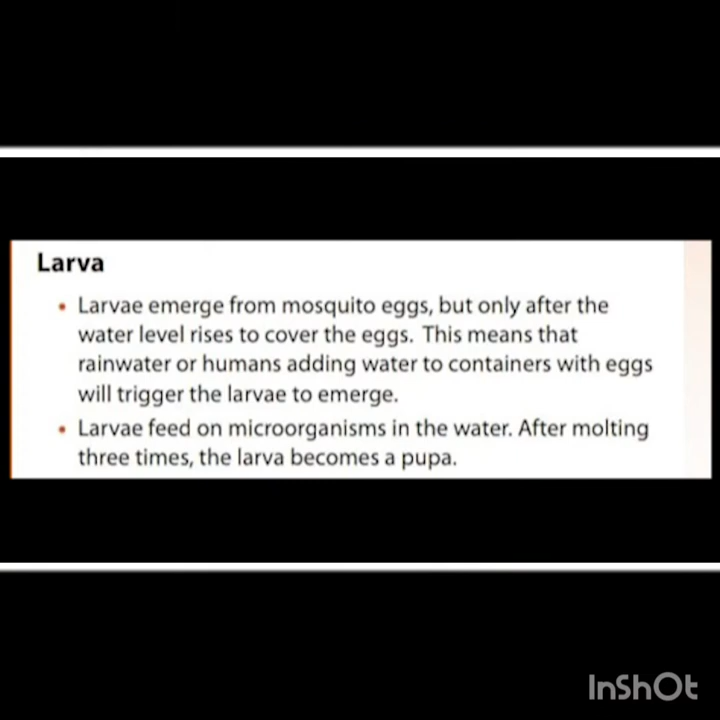 Larva
• Larvae emerge from mosquito eggs, but only after the
water level rises to cover the eggs. This means that
rainwater or humans adding water to containers with eggs
will trigger the larvae to emerge.
• Larvae feed on microorganisms in the water. After molting
three times, the larva becomes a pupa.
InShOt